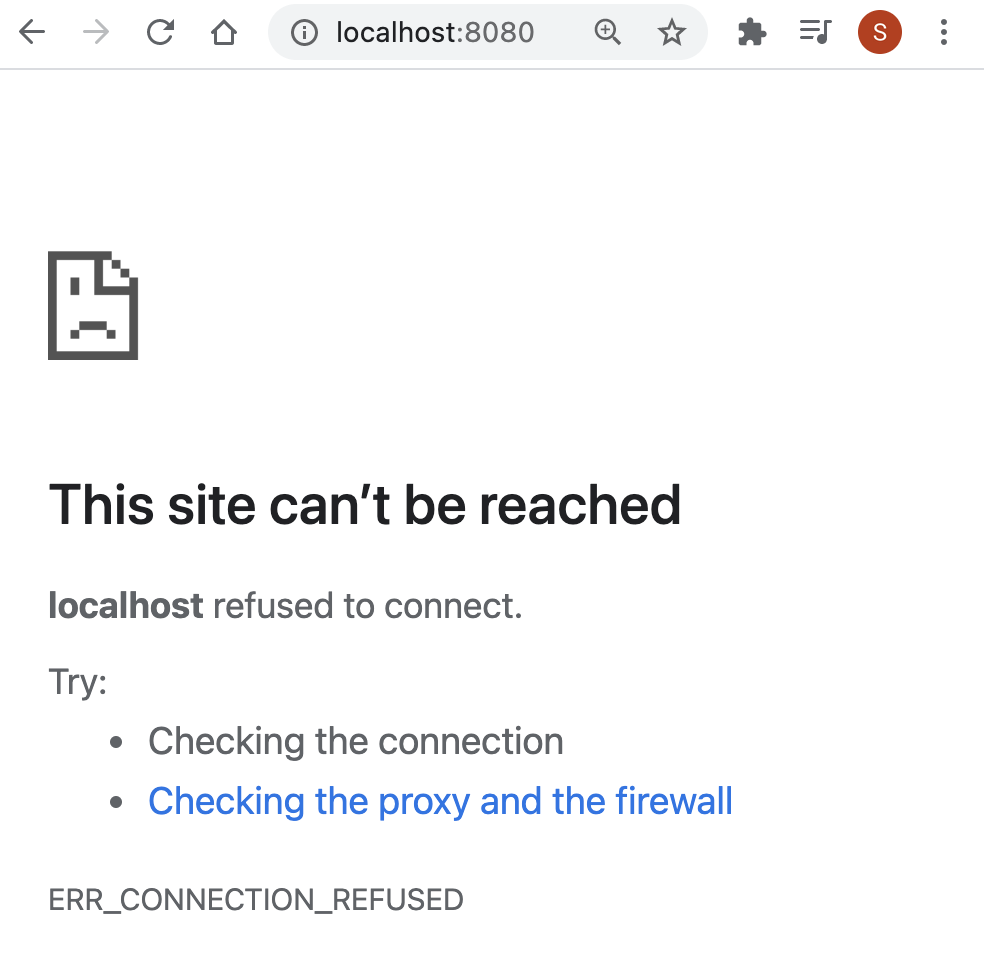 localhost:8080
S
This site can’t be reached
localhost refused to connect.
Try:
• Checking the connection
• Checking the proxy and the firewall
ERR_CONNECTION_REFUSED